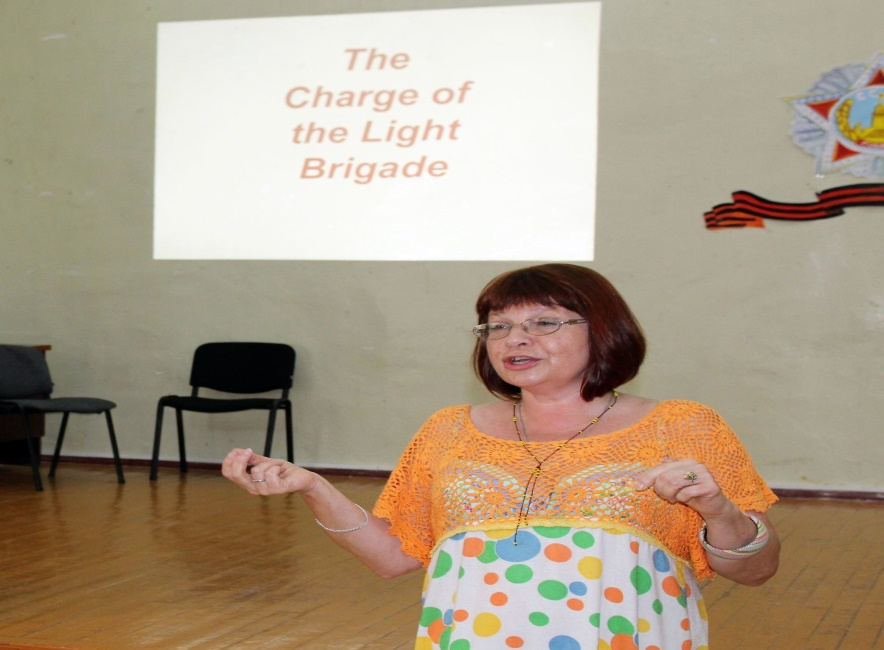 The
Charge of
the Light
Brigade